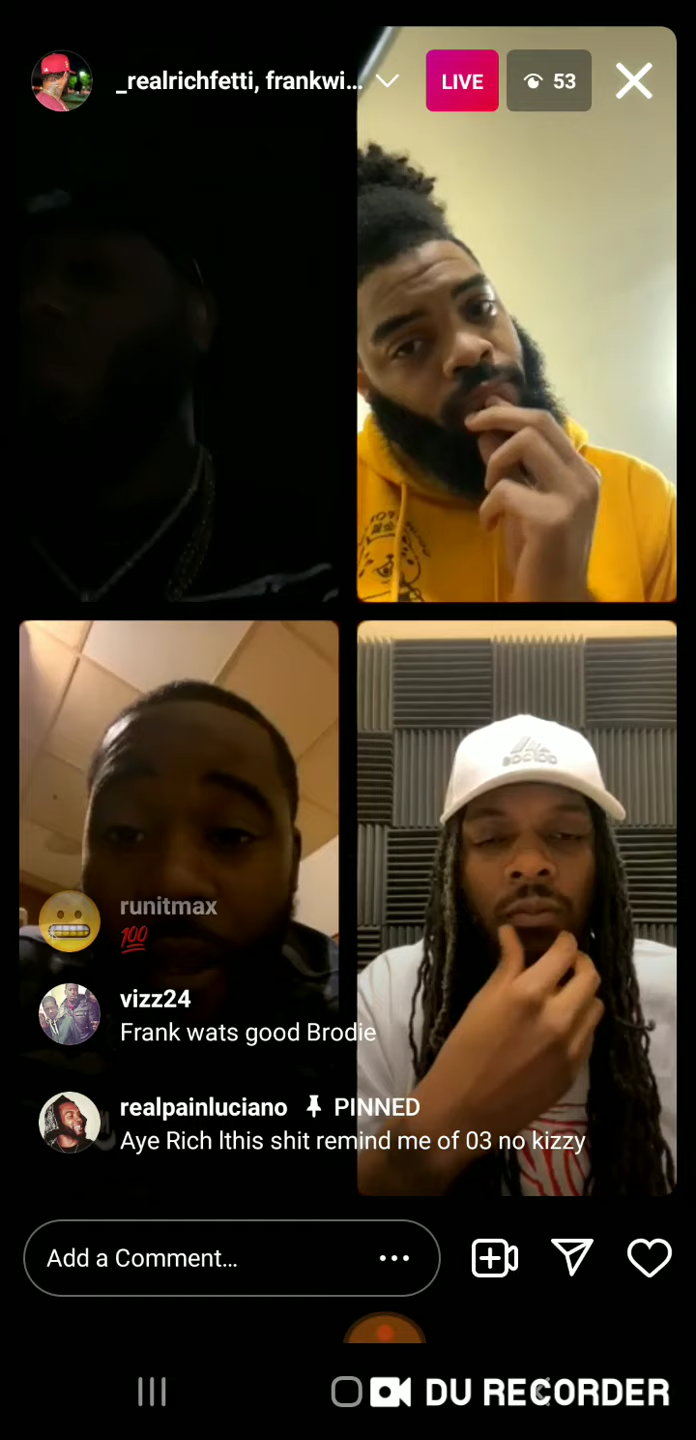 _realrichfetti, frankwi...
LIVE
53
runitmax
💯
vizz24
Frank wats good Brodie
realpainluciano PINNED
Aye Rich lthis shit remind me of 03 no kizzy
Add a Comment...
DU RECORDER